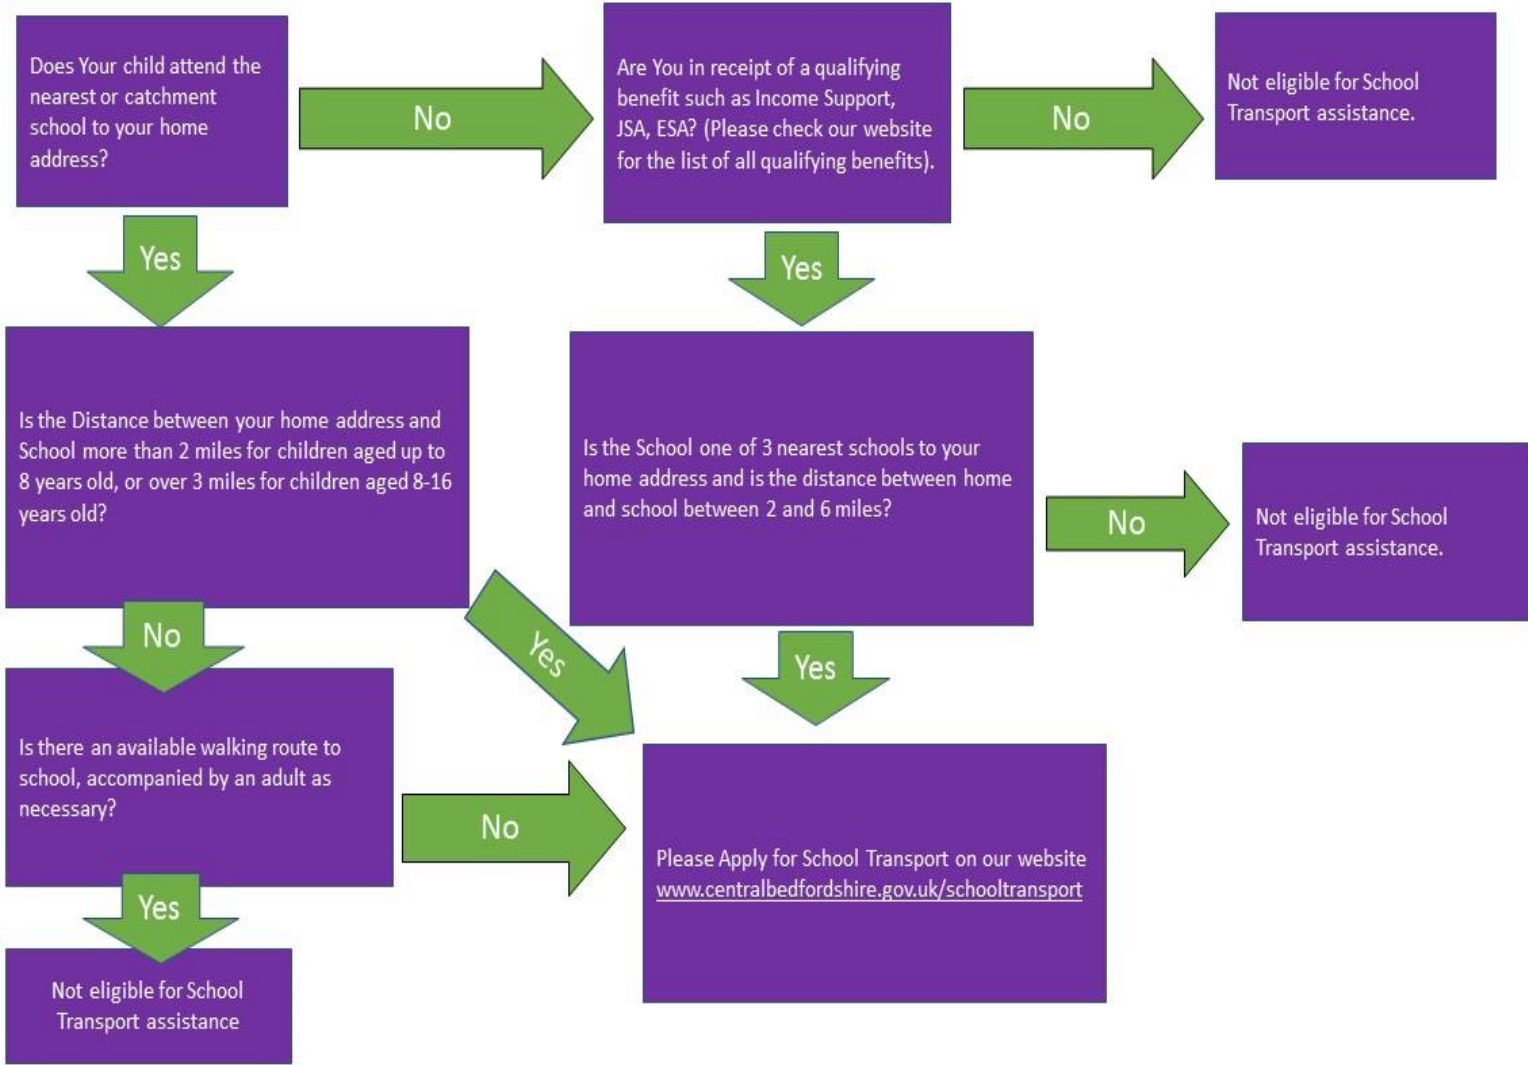 Does Your child attend the
nearest or catchment
school to your home
address?
No
Are You in receipt of a qualifying
benefit such as Income Support,
JSA, ESA? (Please check our website
for the list of all qualifying benefits).
No
Not eligible for School
Transport assistance.
Yes
Yes
Is the Distance between your home address and
School more than 2 miles for children aged up to
8 years old, or over 3 miles for children aged 8-16
years old?
Is the School one of 3 nearest schools to your
home address and is the distance between home
and school between 2 and 6 miles?
No
Not eligible for School
Transport assistance.
No
Yes
Yes
Is there an available walking route to
school, accompanied by an adult as
necessary?
No
Please Apply for School Transport on our website
www.centralbedfordshire.gov.uk/schooltransport
Yes
Not eligible for School
Transport assistance